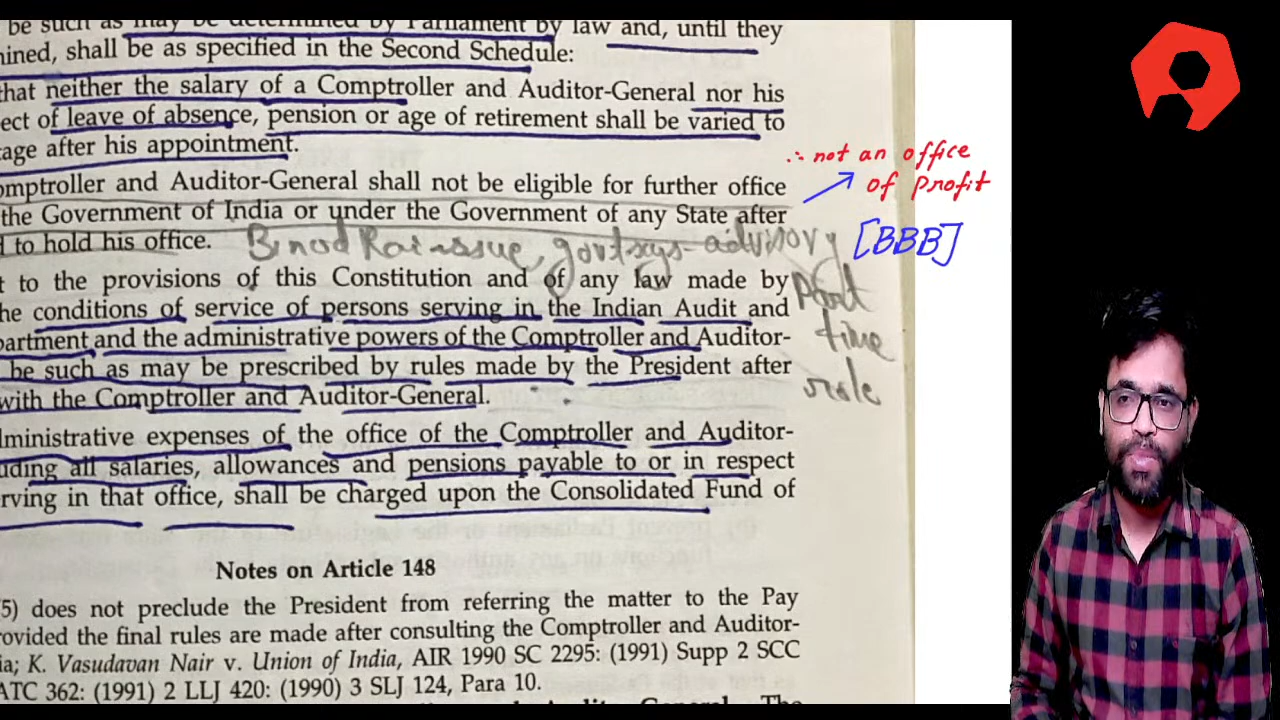 be such as may be determined by Parliament by law and, until they
mined, shall be as specified in the Second Schedule:
that neither the salary of a Comptroller and Auditor-General nor his
ect of leave of absence, pension or age of retirement shall be varied to
tage after his appointment.
omptroller and Auditor-General shall not be eligible for further office
the Government of India or under the Government of any State after
d to hold his office.
Binod Rai issue, govt says advisory
part
time
role
∴ not an office
of profit
[BBB]
t to the provisions of this Constitution and of any law made by
he conditions of service of persons serving in the Indian Audit and
partment and the administrative powers of the Comptroller and Auditor-
be such as may be prescribed by rules made by the President after
with the Comptroller and Auditor-General.
ministrative expenses of the office of the Comptroller and Auditor-
uding all salaries, allowances and pensions payable to or in respect
rving in that office, shall be charged upon the Consolidated Fund of
Notes on Article 148
5) does not preclude the President from referring the matter to the Pay
rovided the final rules are made after consulting the Comptroller and Auditor-
ia; K. Vasudavan Nair v. Union of India, AIR 1990 SC 2295: (1991) Supp 2 SCC
ATC 362: (1991) 2 LLJ 420: (1990) 3 SLJ 124, Para 10.